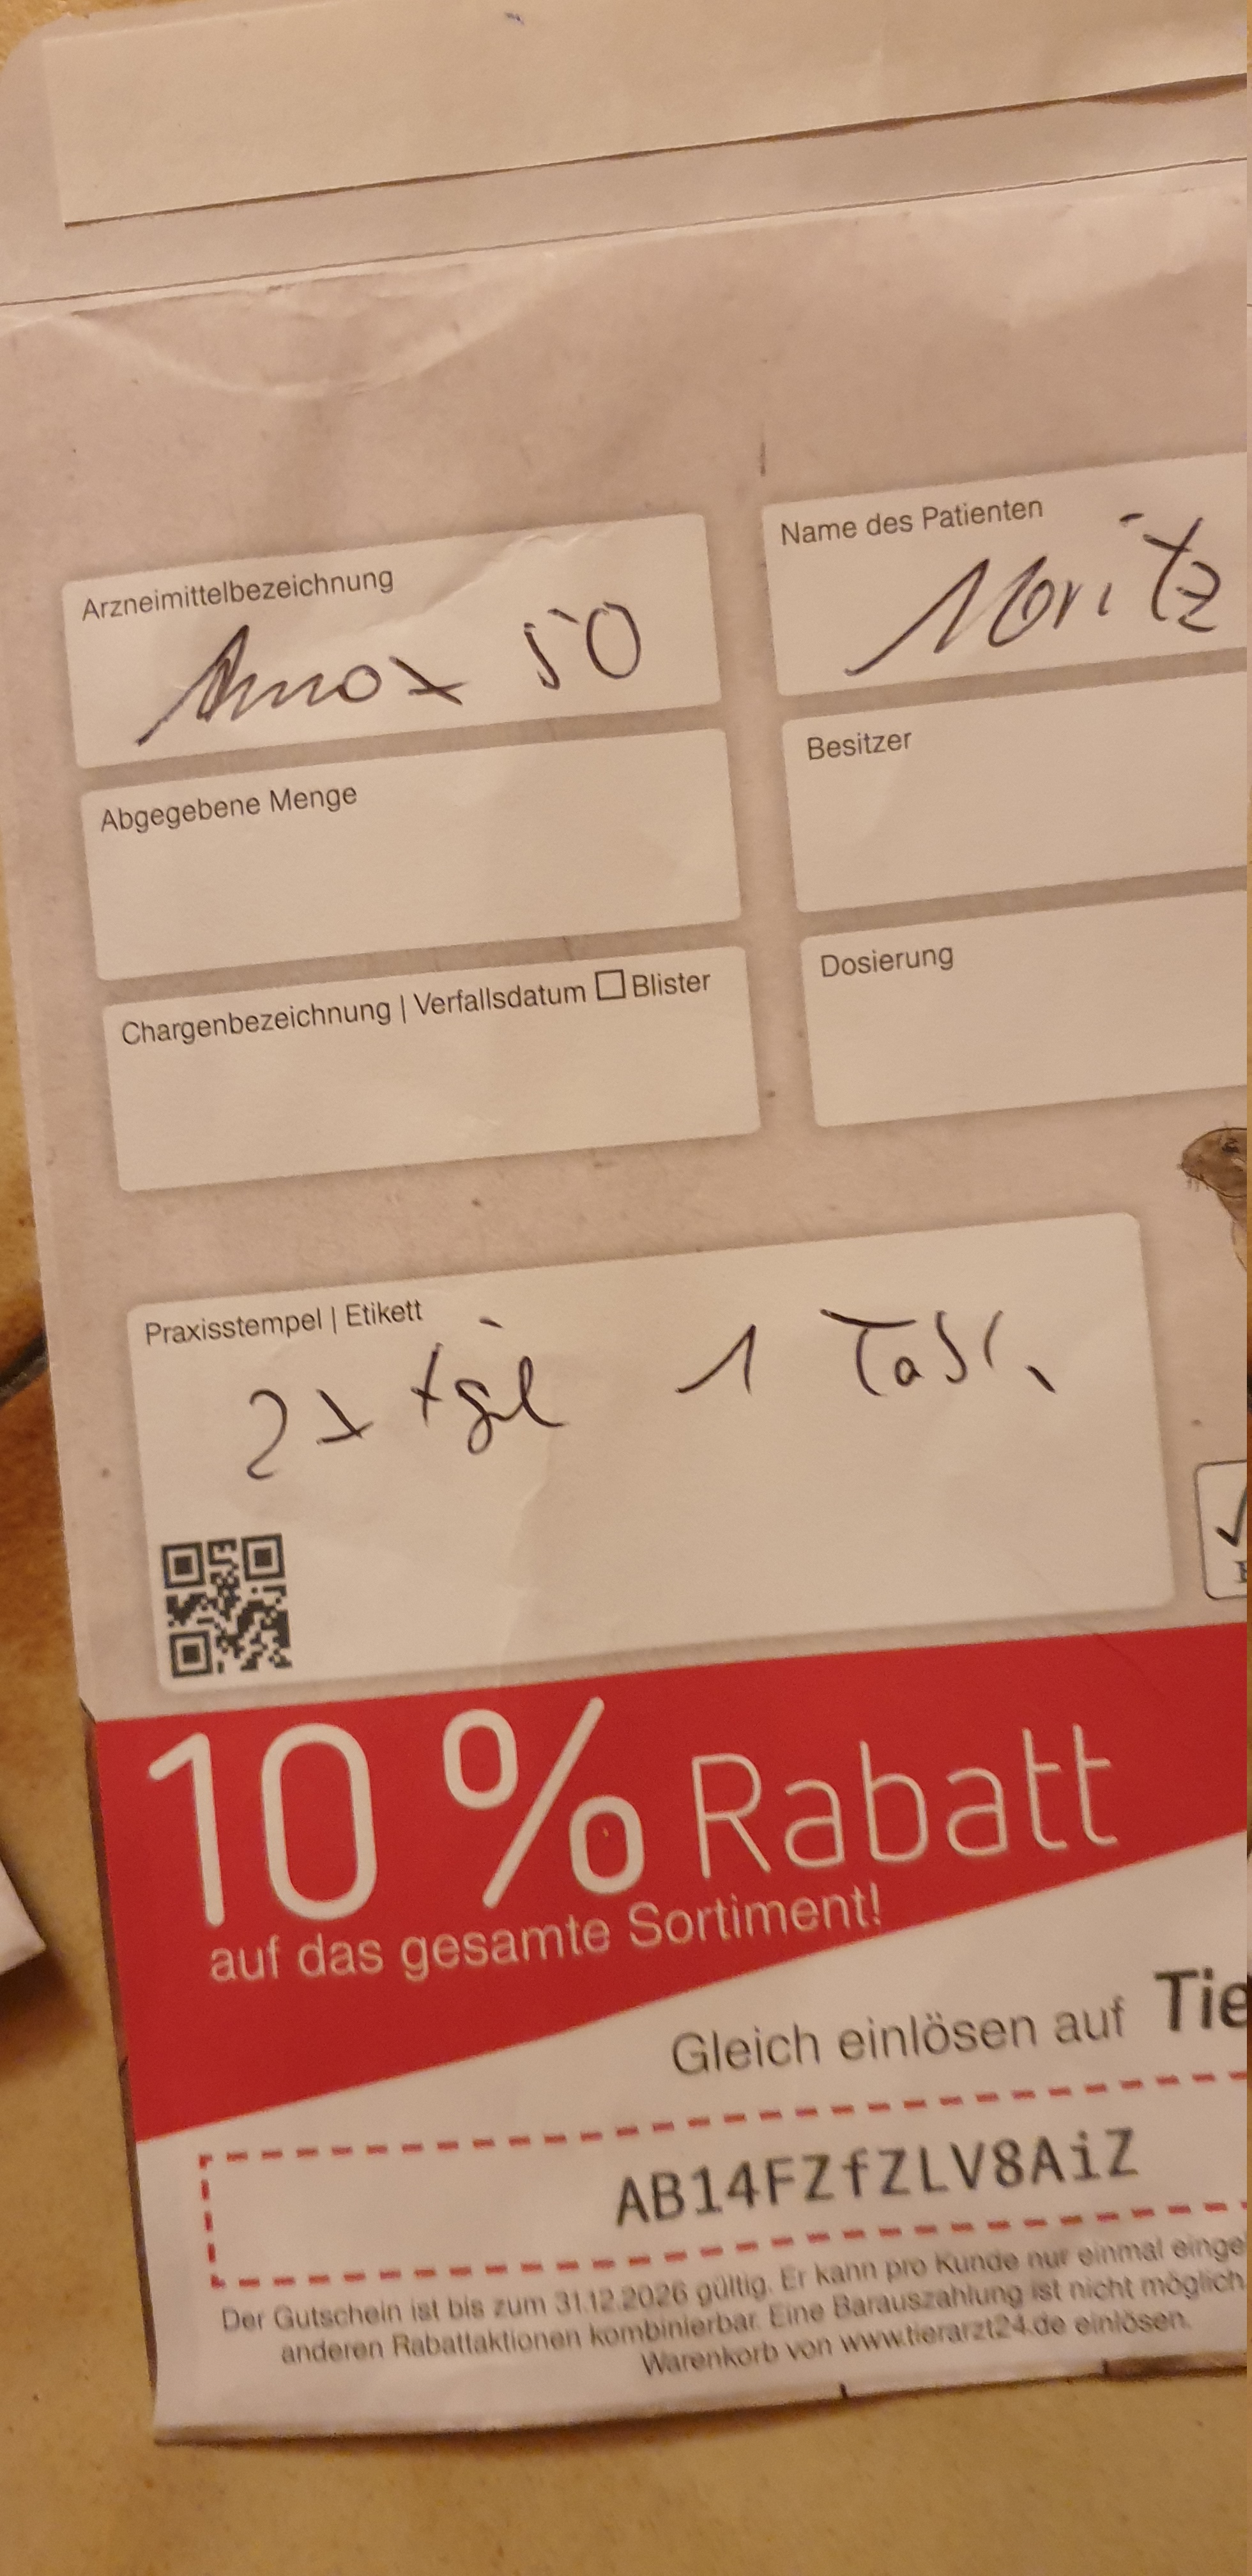 Arzneimittelbezeichnung
Amox 50
Name des Patienten
Moritz
Abgegebene Menge
Besitzer
Chargenbezeichnung | Verfallsdatum ☐ Blister
Dosierung
Praxisstempel | Etikett
2x tgl 1 Tabl.
10 % Rabatt
auf das gesamte Sortiment!
Gleich einlösen auf Tie
AB14FZfZLV8AiZ
Der Gutschein ist bis zum 31.12.2026 gültig. Er kann pro Kunde nur einmal einge
anderen Rabattaktionen kombinierbar. Eine Barauszahlung ist nicht möglich
Warenkorb von www.tierarzt24.de einlösen.